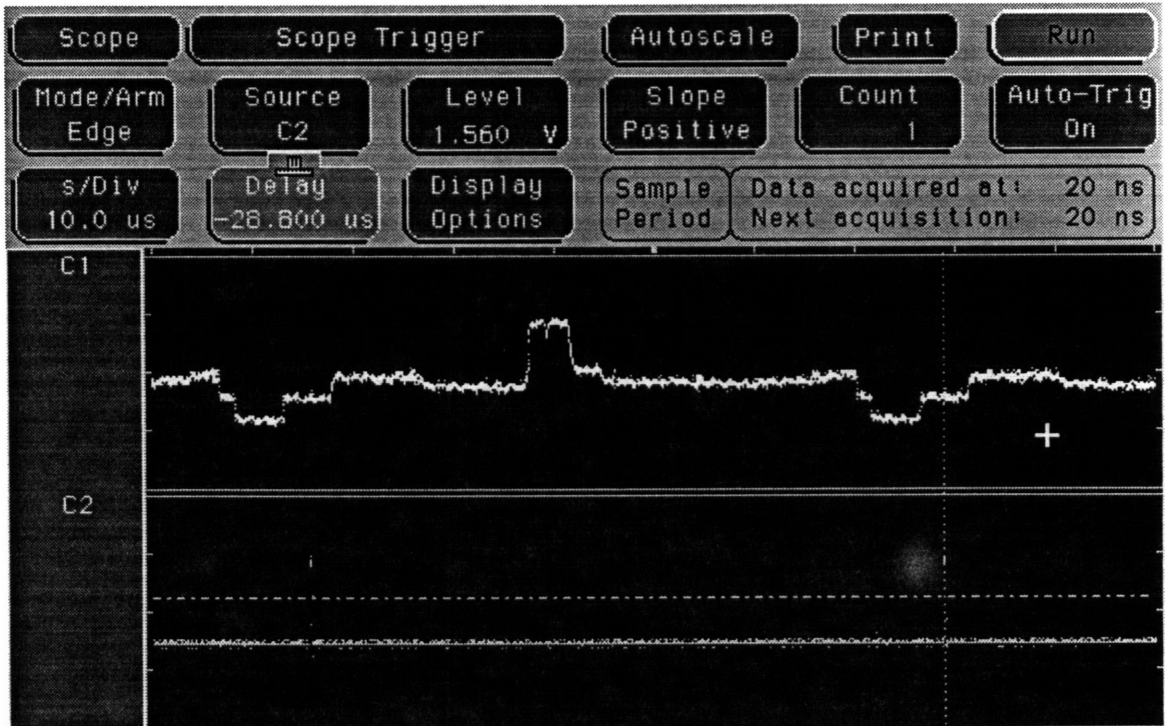 Scope Scope Trigger Autoscale Print Run
Mode/Arm Source Level Slope Count Auto-Trig
Edge C2 1.560 V Positive 1 On
s/Div Delay Display Sample Data acquired at: 20 ns
10.0 us -28.800 us Options Period Next acquisition: 20 ns
C1
C2